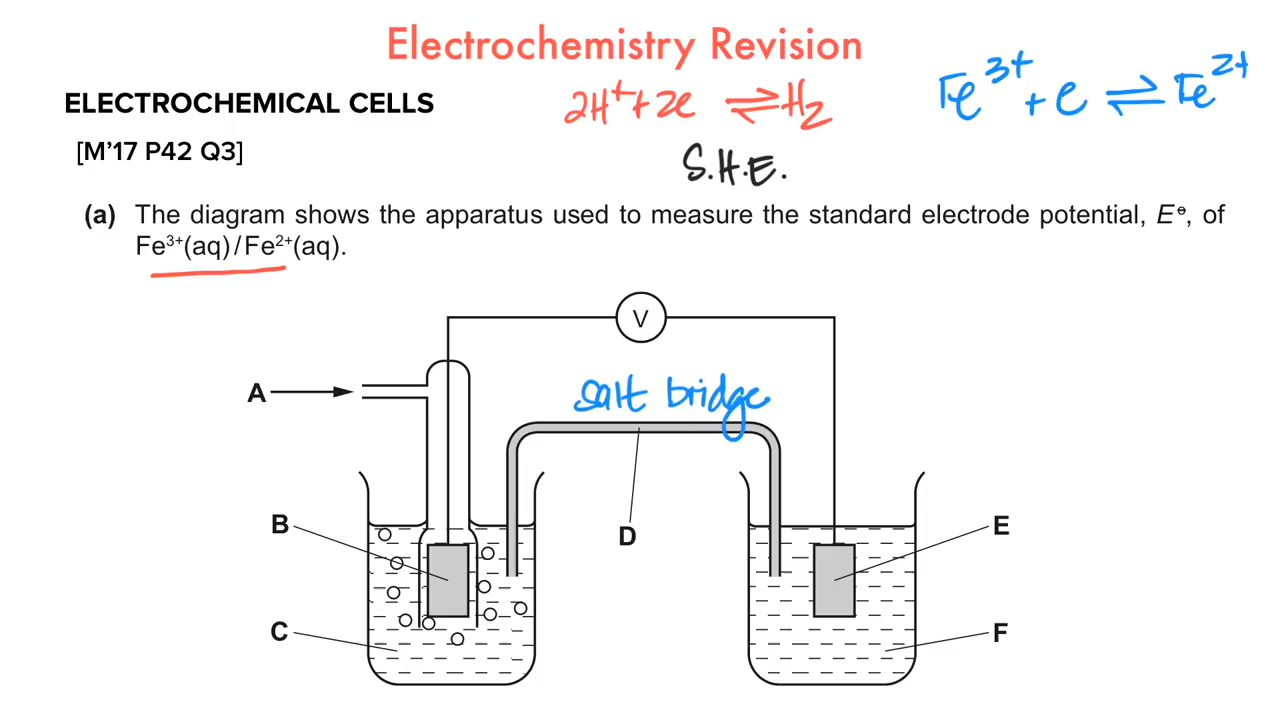 Electrochemistry Revision
ELECTROCHEMICAL CELLS
2H⁺ + 2e ⇌ H₂
Fe³⁺ + e ⇌ Fe²⁺
[M’17 P42 Q3]
S.H.E.
(a) The diagram shows the apparatus used to measure the standard electrode potential, E⦵, of
Fe³⁺(aq)/Fe²⁺(aq).
V
A
salt bridge
B
D
E
C
F